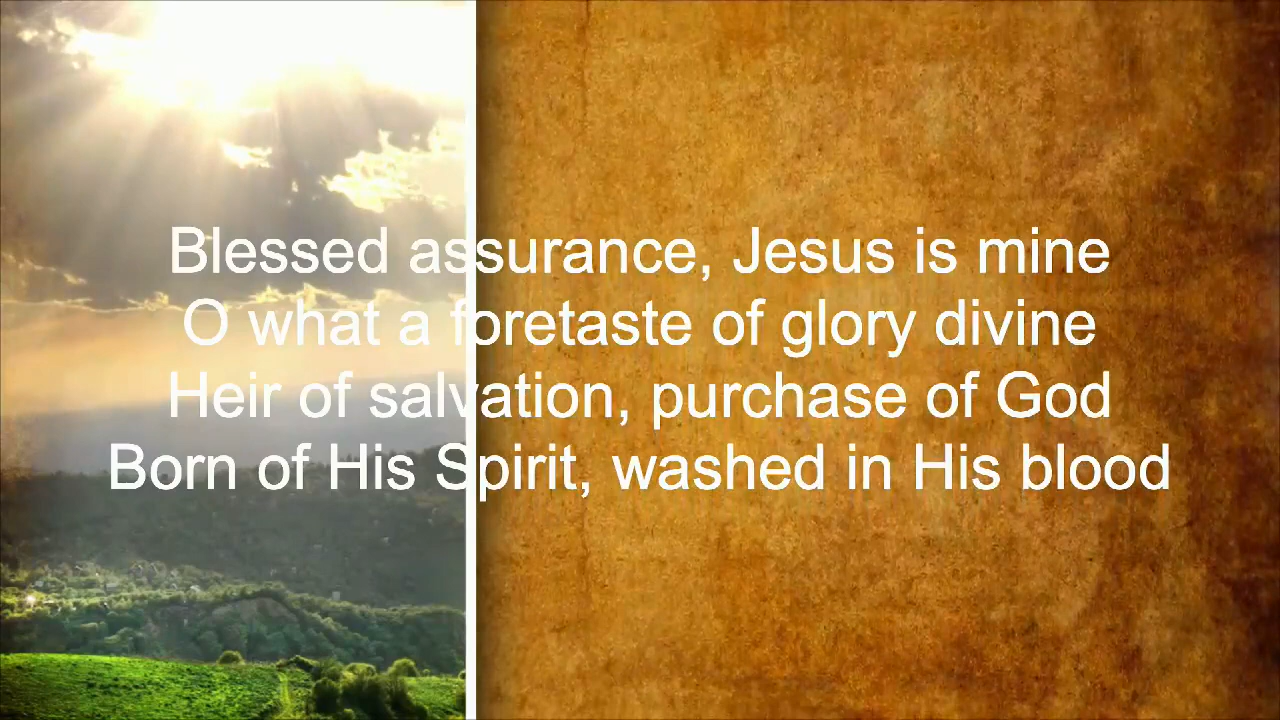 Blessed assurance, Jesus is mine
O what a foretaste of glory divine
Heir of salvation, purchase of God
Born of His Spirit, washed in His blood